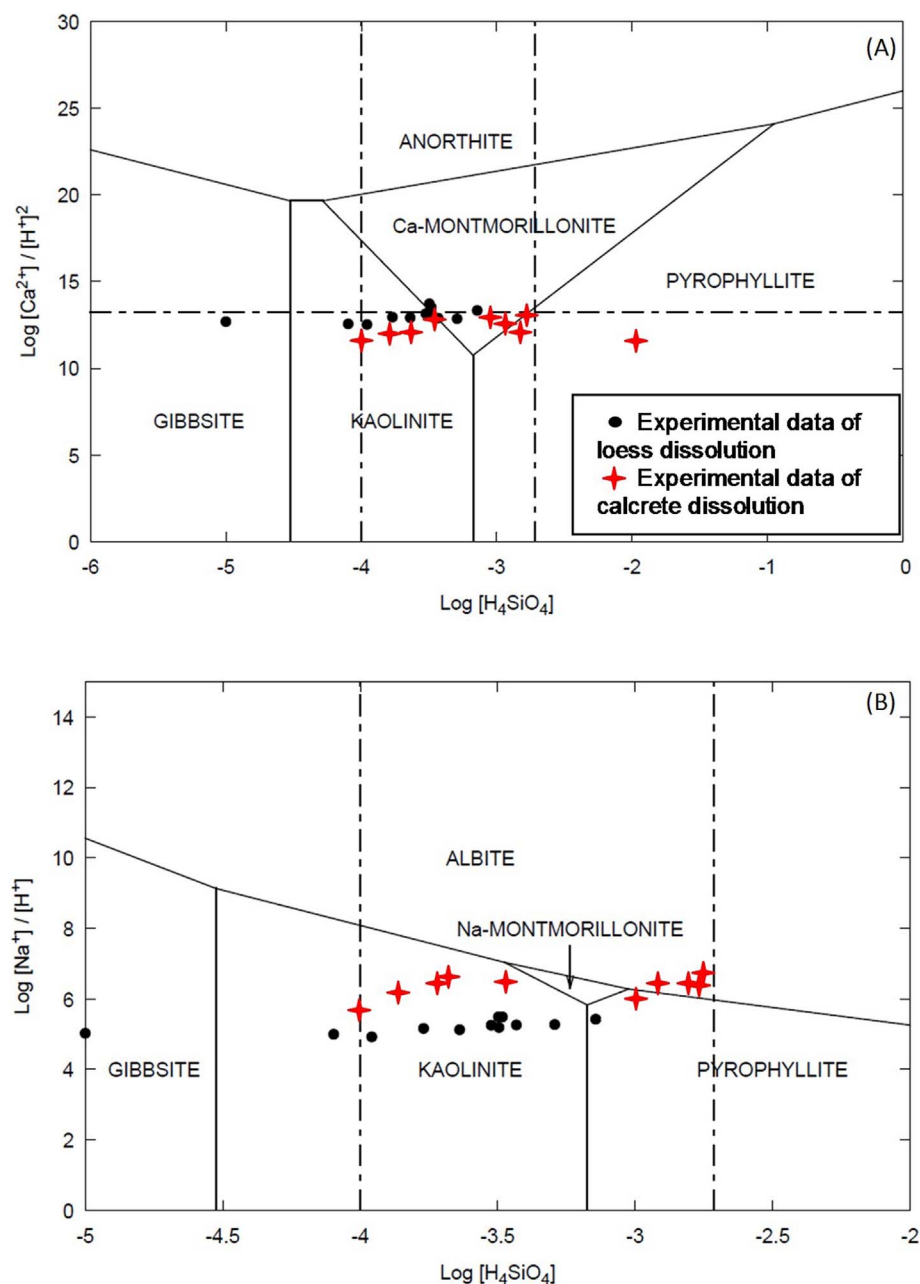 (A)
30
25
20
15
10
5
0
Log [Ca²⁺] / [H⁺]²
ANORTHITE
Ca-MONTMORILLONITE
PYROPHYLLITE
GIBBSITE
KAOLINITE
Experimental data of
loess dissolution
Experimental data of
calcrete dissolution
-6 -5 -4 -3 -2 -1 0
Log [H₄SiO₄]
(B)
14
12
10
8
6
4
2
0
Log [Na⁺] / [H⁺]
ALBITE
Na-MONTMORILLONITE
GIBBSITE
KAOLINITE
PYROPHYLLITE
-5 -4.5 -4 -3.5 -3 -2.5 -2
Log [H₄SiO₄]